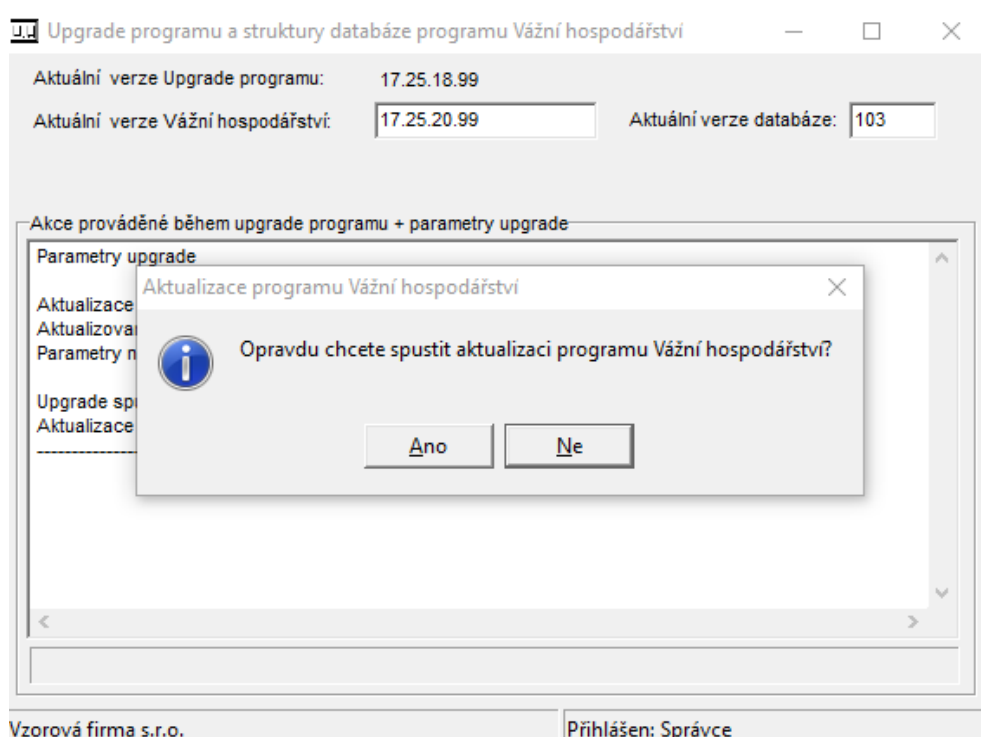 Upgrade programu a struktury databáze programu Vážní hospodářství
Aktuální verze Upgrade programu: 17.25.18.99
Aktuální verze Vážní hospodářství: 17.25.20.99 Aktuální verze databáze: 103
Akce prováděné během upgrade programu + parametry upgrade
Parametry upgrade
Aktualizace programu Vážní hospodářství
Aktualizace
Parametry
Opravdu chcete spustit aktualizaci programu Vážní hospodářství?
Upgrade
Aktualizace
Ano Ne
Vzorová firma s.r.o. Přihlášen: Správce